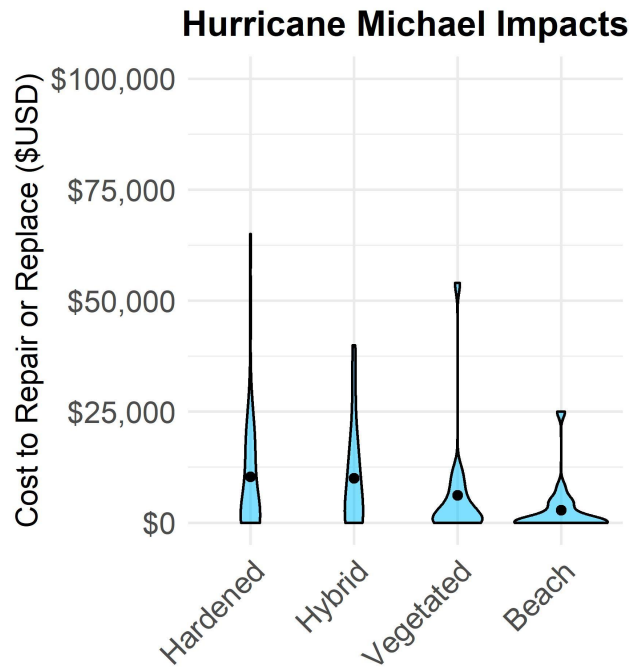 Hurricane Michael Impacts
Cost to Repair or Replace ($USD)
$100,000
$75,000
$50,000
$25,000
$0
Hardened
Hybrid
Vegetated
Beach